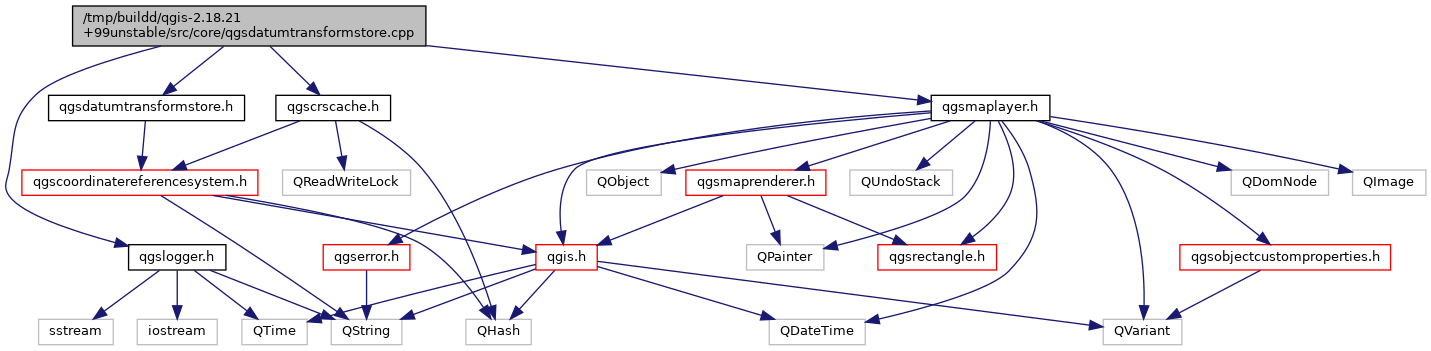 /tmp/buildd/qgis-2.18.21
+99unstable/src/core/qgsdatumtransformstore.cpp
qgsdatumtransformstore.h
qgscrscache.h
qgsmaplayer.h
qgscoordinatereferencesystem.h
QReadWriteLock
QObject
qgsmaprenderer.h
QUndoStack
QDomNode
QImage
qgslogger.h
qgserror.h
qgis.h
QPainter
qgsrectangle.h
qgsobjectcustomproperties.h
sstream
iostream
QTime
QString
QHash
QDateTime
QVariant